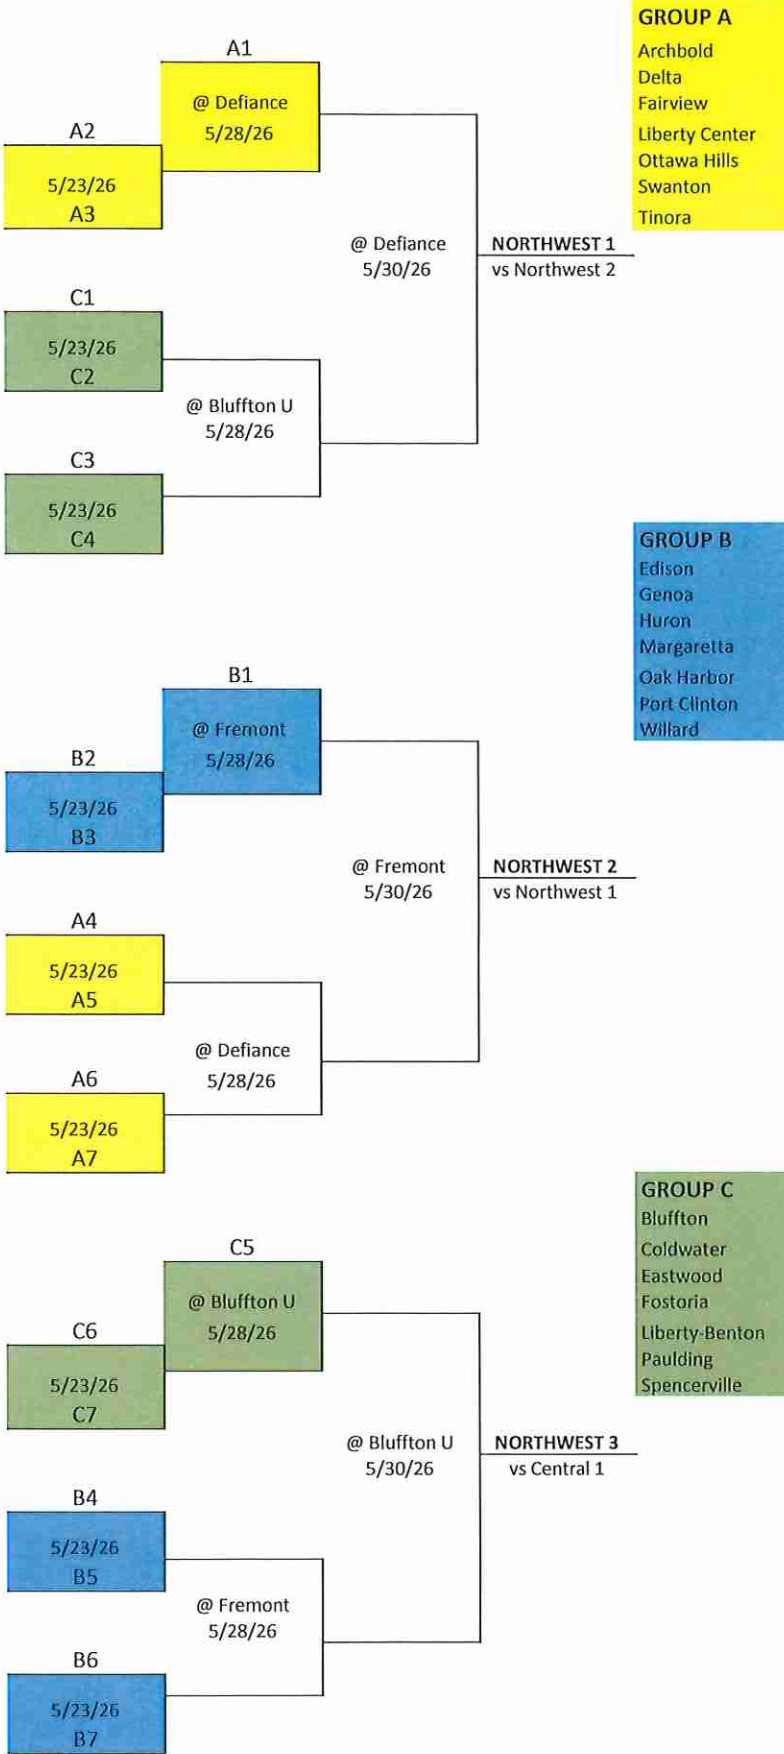 GROUP A
Archbold
Delta
Fairview
Liberty Center
Ottawa Hills
Swanton
Tinora
A1
@ Defiance
5/28/26
A2
5/23/26
A3
@ Defiance
5/30/26
NORTHWEST 1
vs Northwest 2
C1
5/23/26
C2
@ Bluffton U
5/28/26
C3
5/23/26
C4
GROUP B
Edison
Genoa
Huron
Margaretta
Oak Harbor
Port Clinton
Willard
B1
@ Fremont
5/28/26
B2
5/23/26
B3
@ Fremont
5/30/26
NORTHWEST 2
vs Northwest 1
A4
5/23/26
A5
@ Defiance
5/28/26
A6
5/23/26
A7
GROUP C
Bluffton
Coldwater
Eastwood
Fostoria
Liberty-Benton
Paulding
Spencerville
C5
@ Bluffton U
5/28/26
C6
5/23/26
C7
@ Bluffton U
5/30/26
NORTHWEST 3
vs Central 1
B4
5/23/26
B5
@ Fremont
5/28/26
B6
5/23/26
B7